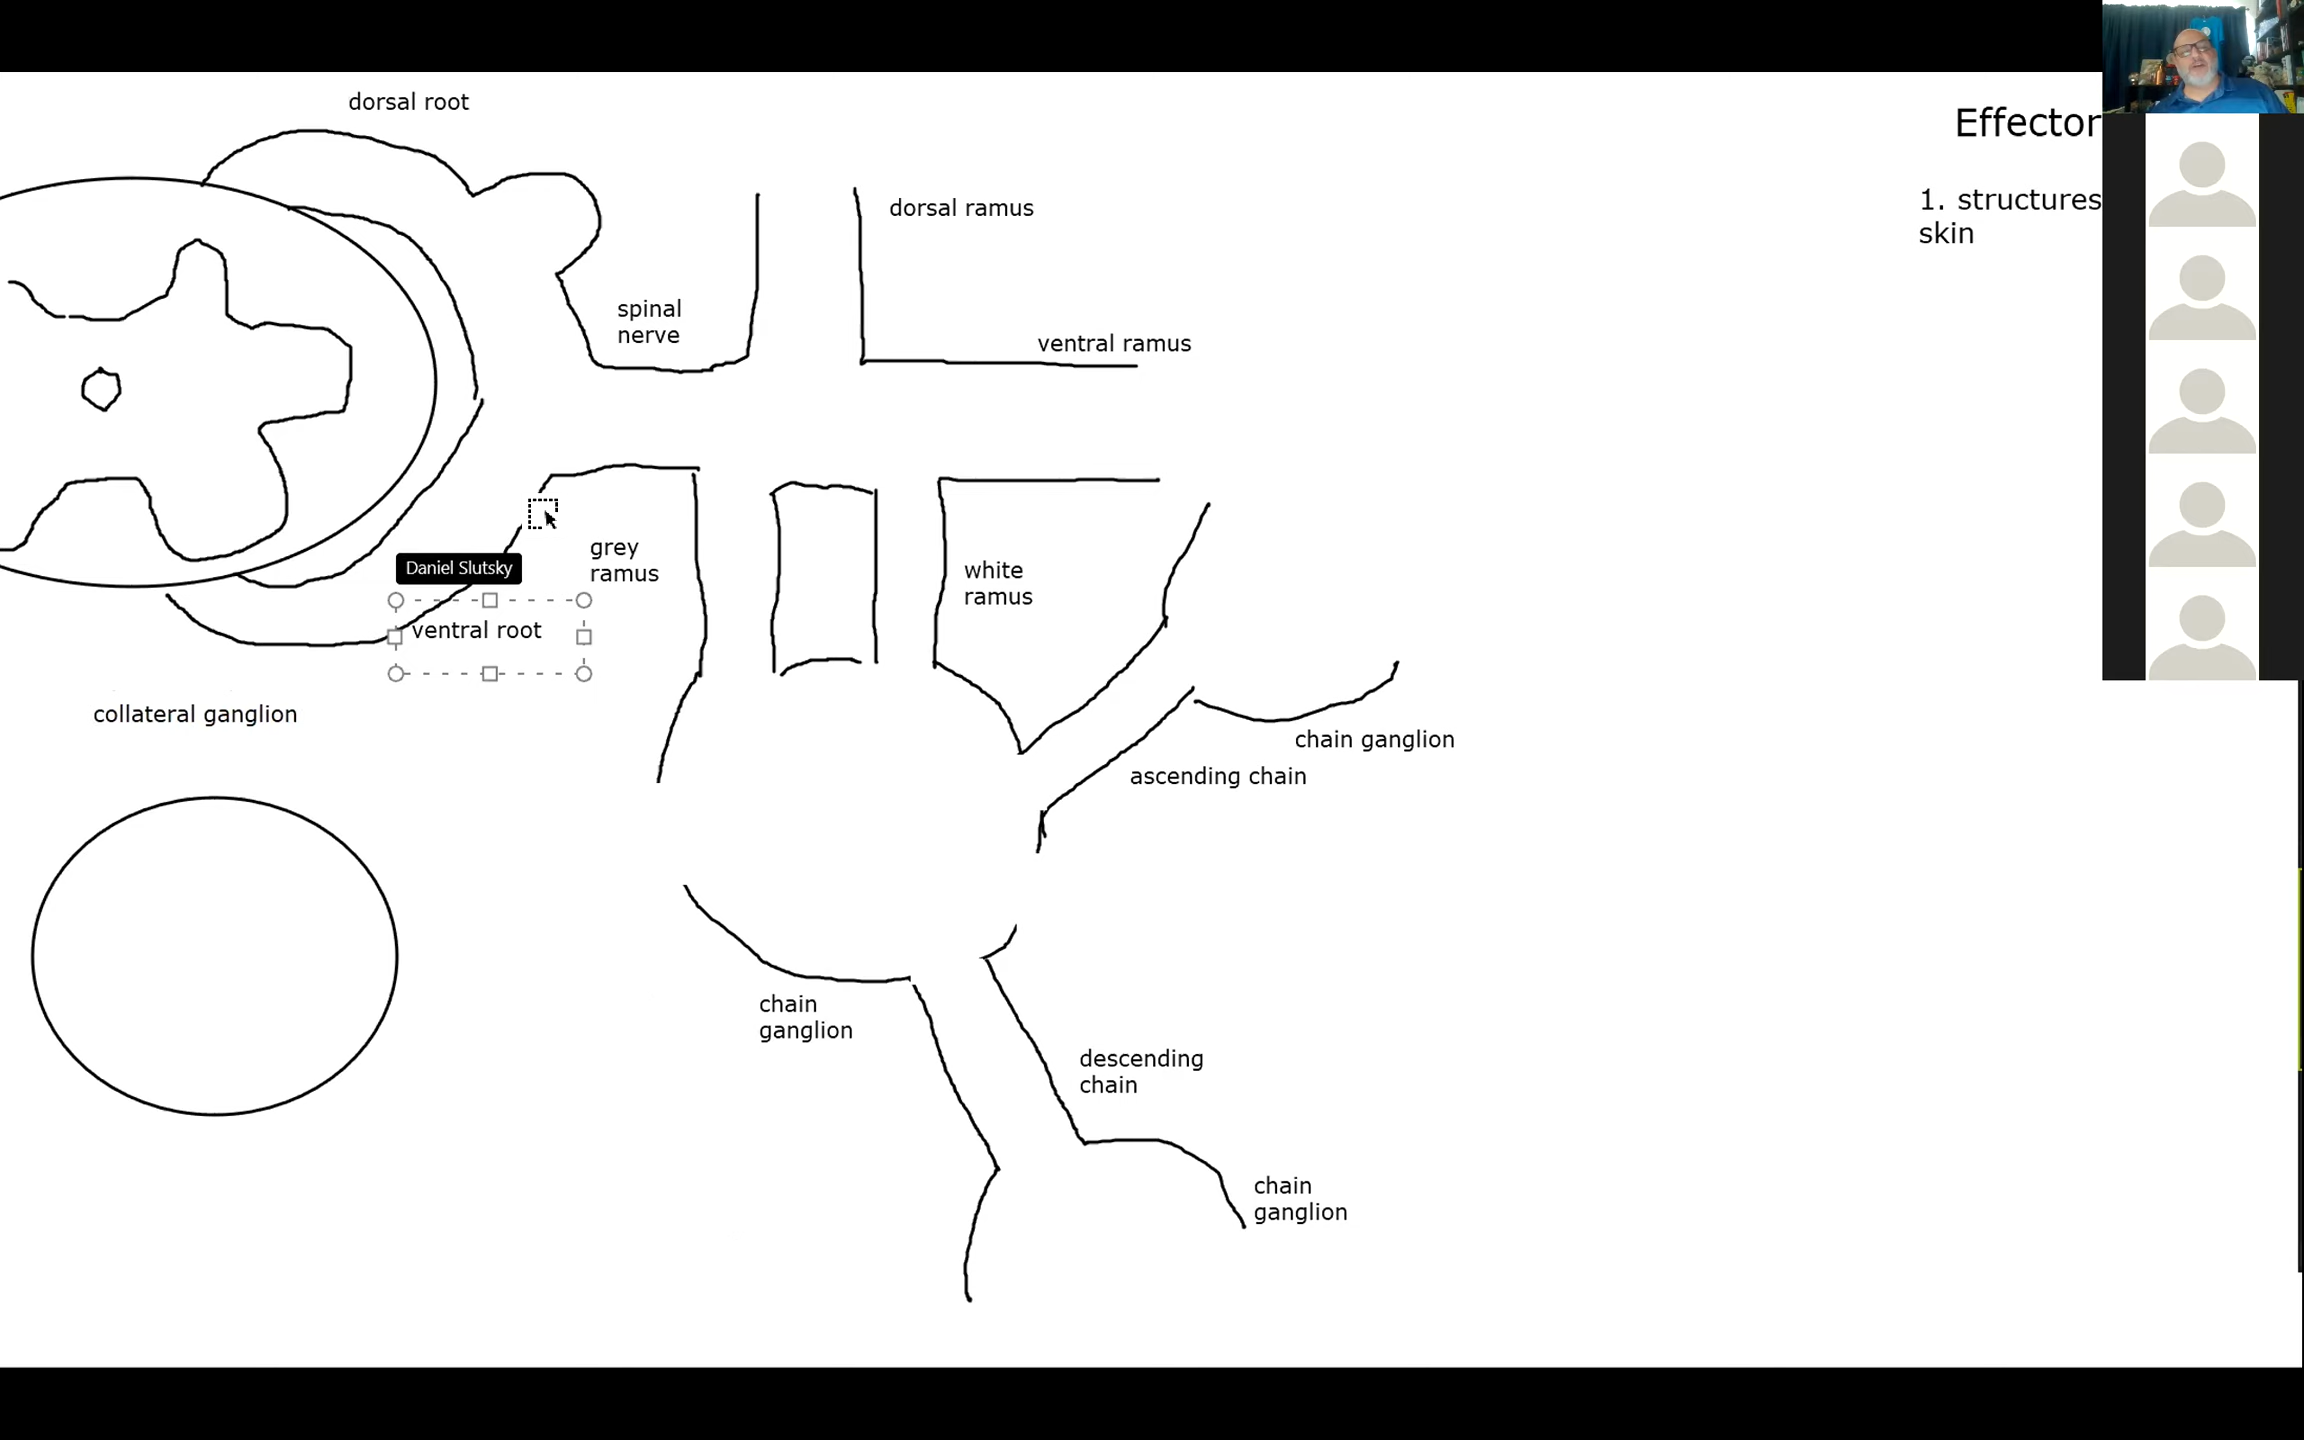 dorsal root
Effector
dorsal ramus
1. structures
skin
spinal
nerve
ventral ramus
grey
ramus
Daniel Slutsky
white
ramus
ventral root
collateral ganglion
chain ganglion
ascending chain
chain
ganglion
descending
chain
chain
ganglion